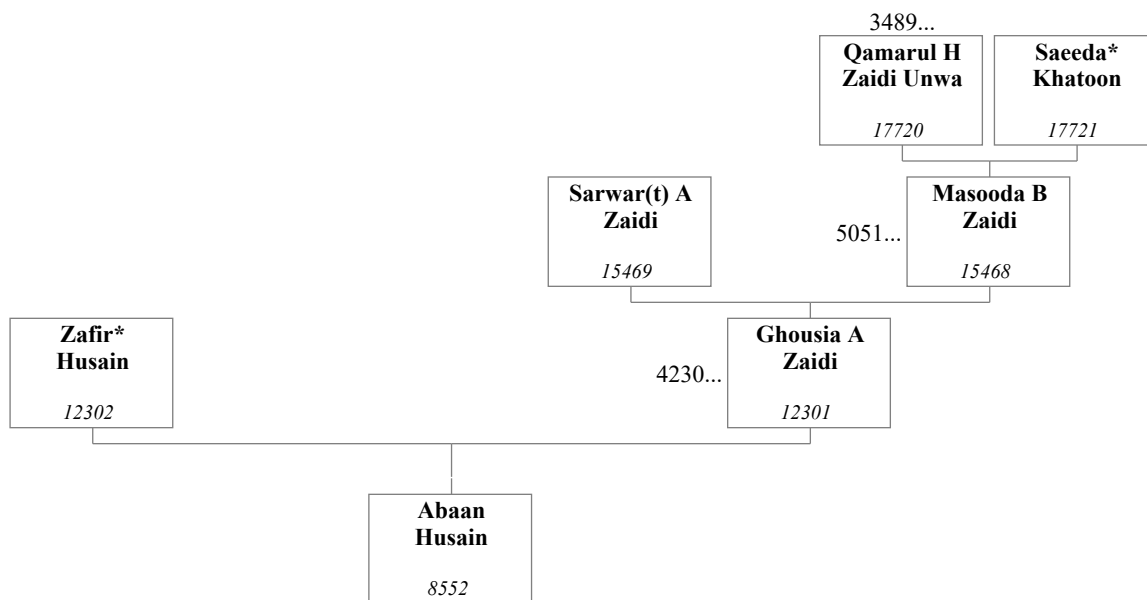 3489...
Qamarul H
Zaidi Unwa
17720
Saeeda*
Khatoon
17721
Sarwar(t) A
Zaidi
15469
5051...
Masooda B
Zaidi
15468
Zafir*
Husain
12302
4230...
Ghousia A
Zaidi
12301
Abaan
Husain
8552